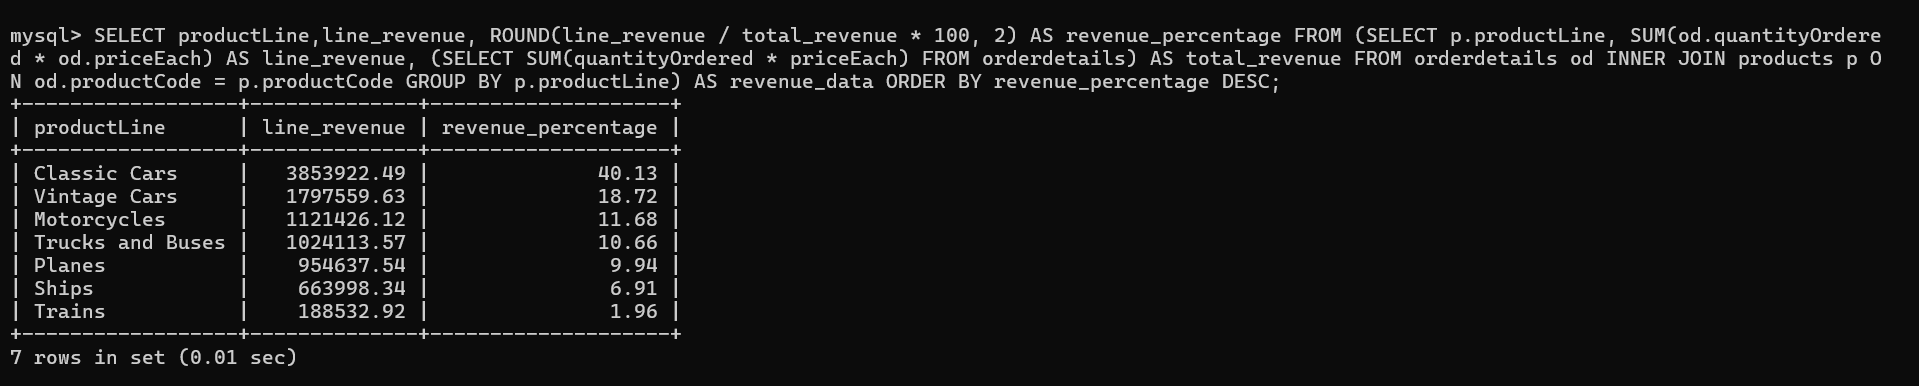 mysql> SELECT productLine,line_revenue, ROUND(line_revenue / total_revenue * 100, 2) AS revenue_percentage FROM (SELECT p.productLine, SUM(od.quantityOrdere
d * od.priceEach) AS line_revenue, (SELECT SUM(quantityOrdered * priceEach) FROM orderdetails) AS total_revenue FROM orderdetails od INNER JOIN products p O
N od.productCode = p.productCode GROUP BY p.productLine) AS revenue_data ORDER BY revenue_percentage DESC;
+------------------+--------------+--------------------+
| productLine      | line_revenue | revenue_percentage |
+------------------+--------------+--------------------+
| Classic Cars     |   3853922.49 |              40.13 |
| Vintage Cars     |   1797559.63 |              18.72 |
| Motorcycles      |   1121426.12 |              11.68 |
| Trucks and Buses |   1024113.57 |              10.66 |
| Planes           |    954637.54 |               9.94 |
| Ships            |    663998.34 |               6.91 |
| Trains           |    188532.92 |               1.96 |
+------------------+--------------+--------------------+
7 rows in set (0.01 sec)